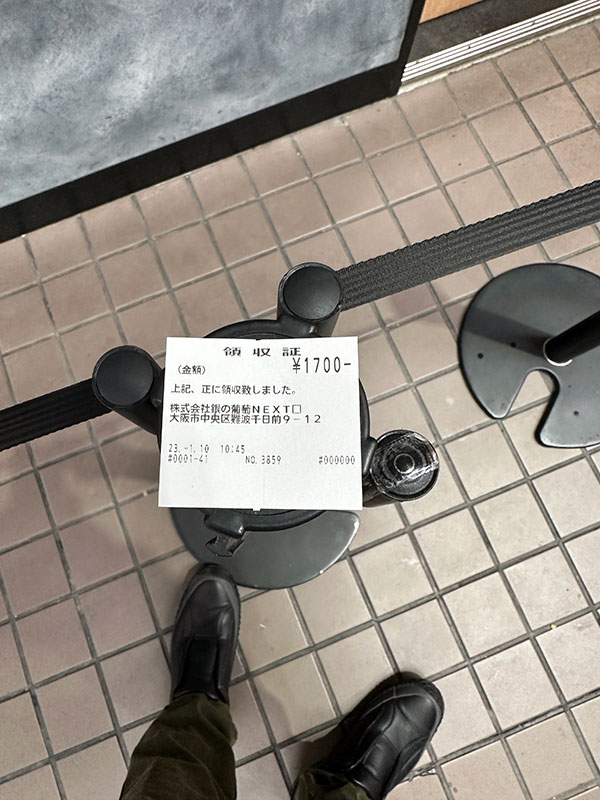 領収証
(金額) ¥1700-
上記、正に領収致しました。
株式会社銀の葡萄NEXT□
大阪市中央区難波千日前9-12
23.-1.10 10:45
#0001-41 NO.3859 #000000